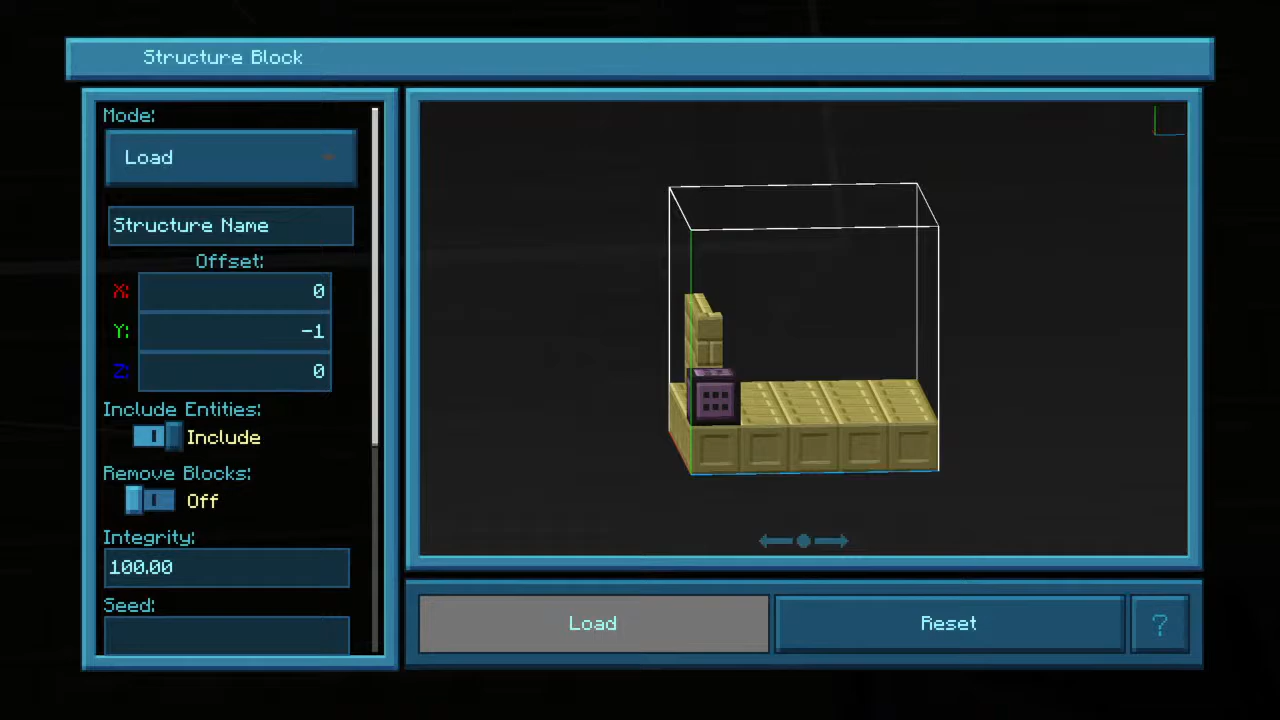 Structure Block
Mode:
Load
Structure Name
Offset:
X: 0
Y: -1
Z: 0
Include Entities:
Include
Remove Blocks:
Off
Integrity:
100.00
Seed:
Load
Reset
?